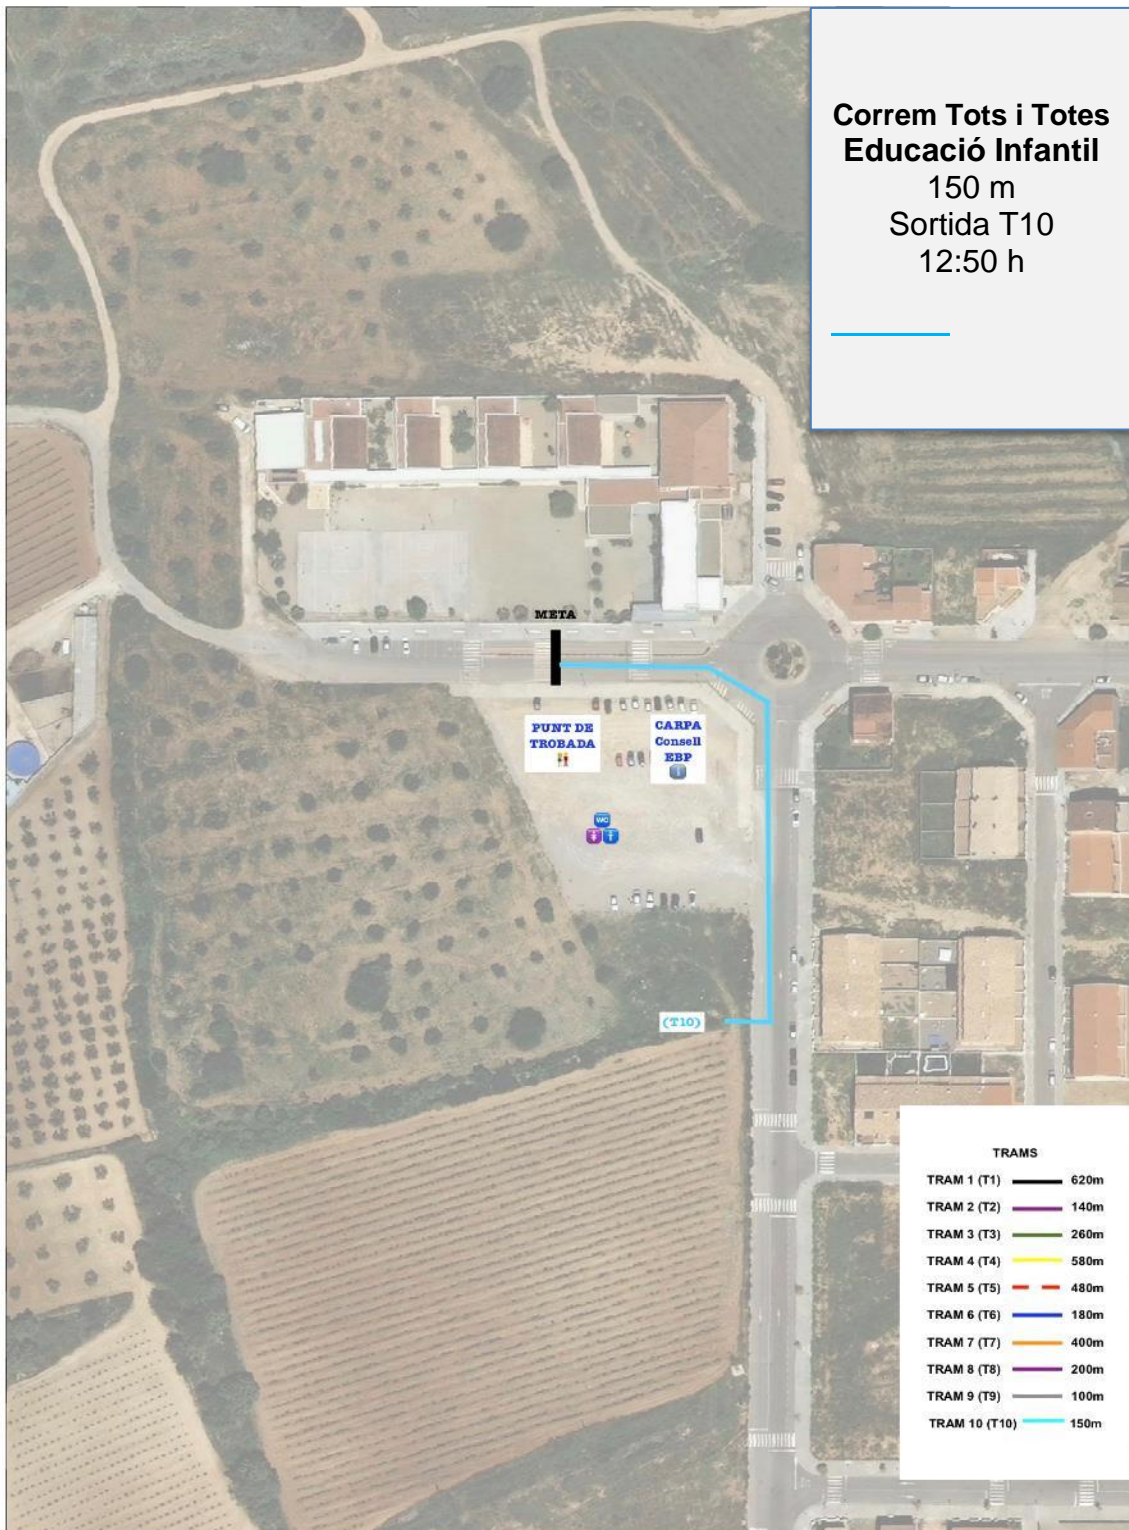 Correm Tots i Totes
Educació Infantil
150 m
Sortida T10
12:50 h
META
PUNT DE
TROBADA
CARPA
Consell
EBP
WC
(T10)
TRAMS
TRAM 1 (T1) 620m
TRAM 2 (T2) 140m
TRAM 3 (T3) 260m
TRAM 4 (T4) 580m
TRAM 5 (T5) 480m
TRAM 6 (T6) 180m
TRAM 7 (T7) 400m
TRAM 8 (T8) 200m
TRAM 9 (T9) 100m
TRAM 10 (T10) 150m